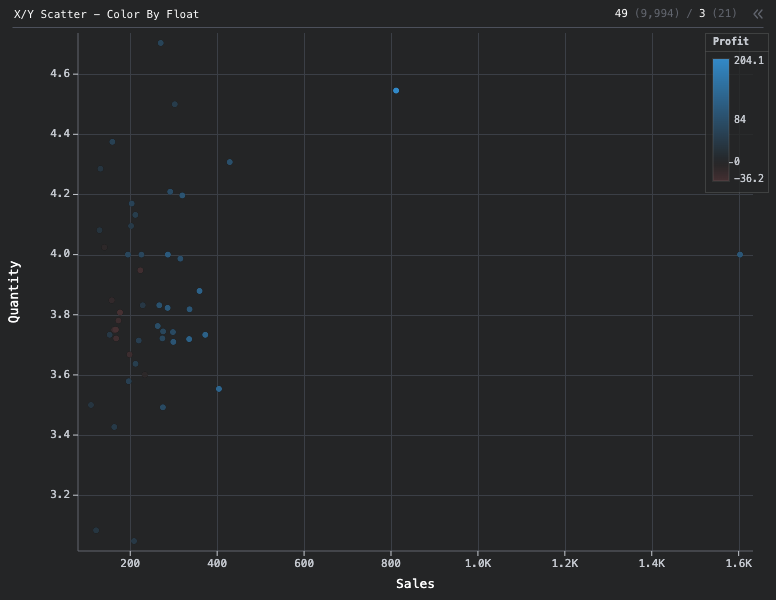 X/Y Scatter – Color By Float
49 (9,994) / 3 (21) «
Profit
204.1
84
0
−36.2
4.6
4.4
4.2
4.0
3.8
3.6
3.4
3.2
Quantity
200 400 600 800 1.0K 1.2K 1.4K 1.6K
Sales